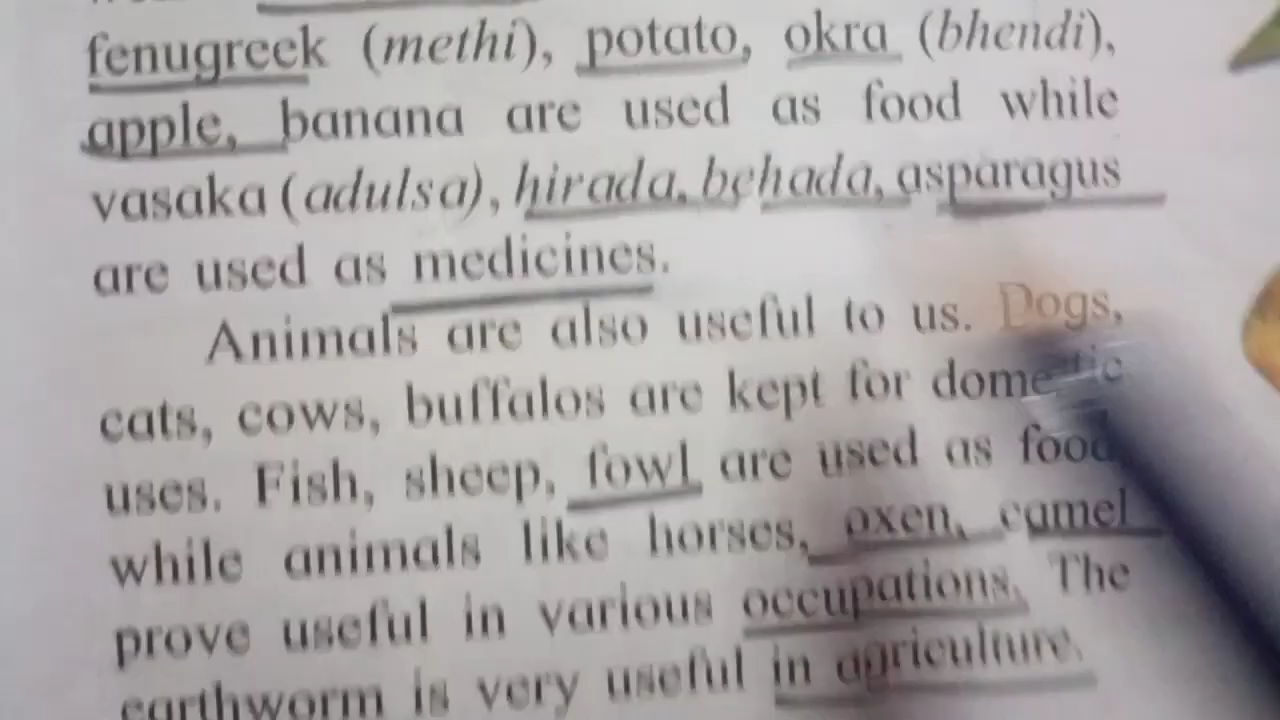 fenugreek (methi), potato, okra (bhendi),
apple, banana are used as food while
vasaka (adulsa), hirada, behada, asparagus
are used as medicines.
Animals are also useful to us. Dogs,
cats, cows, buffalos are kept for domestic
uses. Fish, sheep, fowl are used as food
while animals like horses, oxen, camel
prove useful in various occupations. The
earthworm is very useful in agriculture.